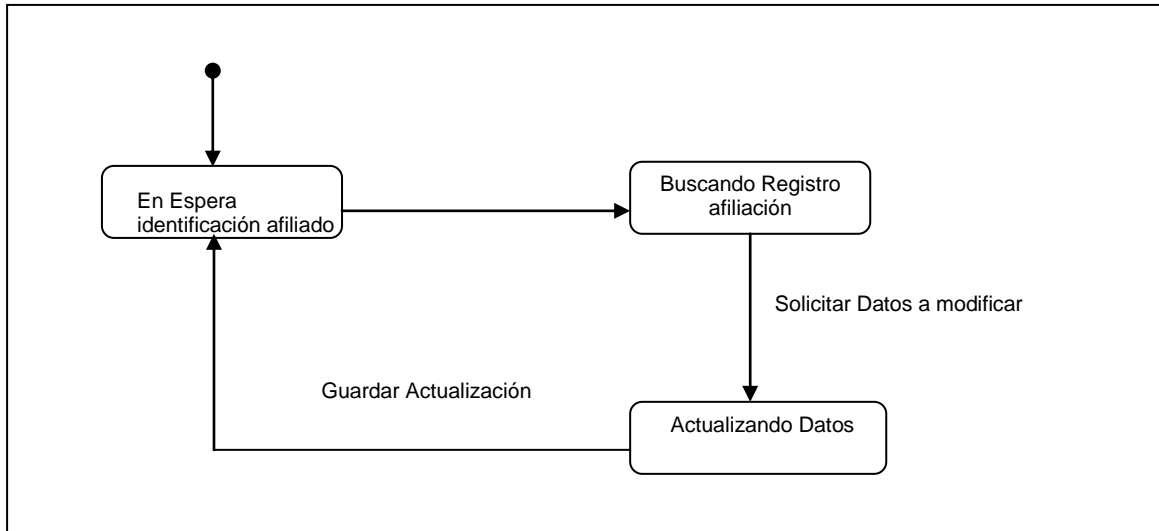 En Espera
identificación afiliado
Buscando Registro
afiliación
Solicitar Datos a modificar
Guardar Actualización
Actualizando Datos